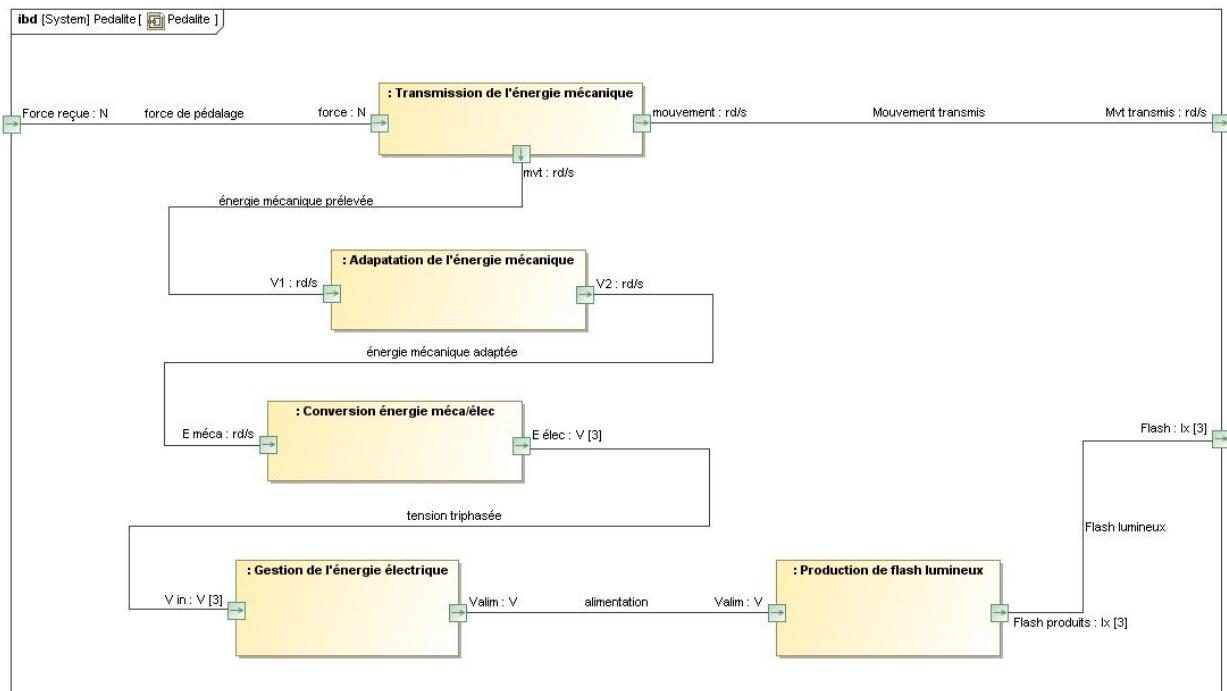 ibd [System] Pedalite [ Pedalite ]
: Transmission de l'énergie mécanique
Force reçue : N
force de pédalage
force : N
mouvement : rd/s
Mouvement transmis
Mvt transmis : rd/s
mvt : rd/s
énergie mécanique prélevée
: Adapatation de l'énergie mécanique
V1 : rd/s
V2 : rd/s
énergie mécanique adaptée
: Conversion énergie méca/élec
E méca : rd/s
E élec : V [3]
Flash : lx [3]
tension triphasée
Flash lumineux
: Gestion de l'énergie électrique
: Production de flash lumineux
V in : V [3]
Valim : V
alimentation
Valim : V
Flash produits : lx [3]